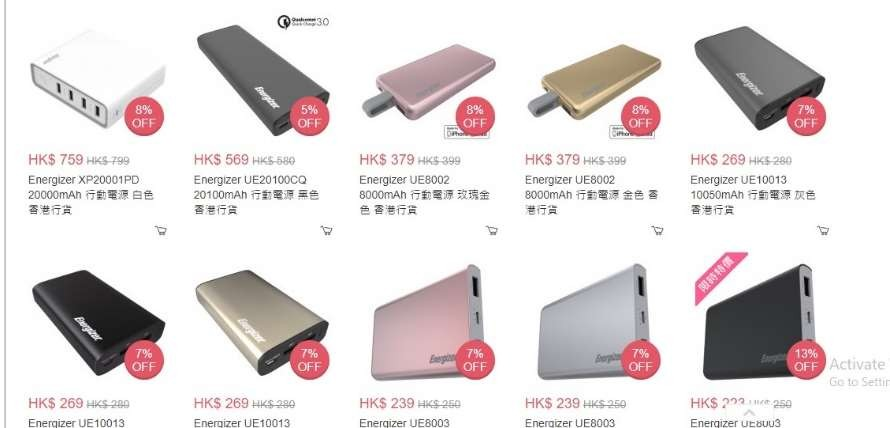 Qualcomm
Quick Charge 3.0
Energizer
8%
OFF
Energizer
5%
OFF
8%
OFF
iPhone
8%
OFF
iPhone
Energizer
7%
OFF
HK$ 759 HK$ 799
Energizer XP20001PD
20000mAh 行動電源 白色
香港行貨
HK$ 569 HK$ 580
Energizer UE20100CQ
20100mAh 行動電源 黑色
香港行貨
HK$ 379 HK$ 399
Energizer UE8002
8000mAh 行動電源 玫瑰金
色 香港行貨
HK$ 379 HK$ 399
Energizer UE8002
8000mAh 行動電源 金色 香
港行貨
HK$ 269 HK$ 280
Energizer UE10013
10050mAh 行動電源 灰色
香港行貨
Energizer
7%
OFF
Energizer
7%
OFF
Energizer
7%
OFF
Energizer
7%
OFF
限時特價
Energizer
13%
OFF
Activate
Go to Settin
HK$ 269 HK$ 280
Energizer UE10013
HK$ 269 HK$ 280
Energizer UE10013
HK$ 239 HK$ 250
Energizer UE8003
HK$ 239 HK$ 250
Energizer UE8003
HK$ 250
Energizer UE8003